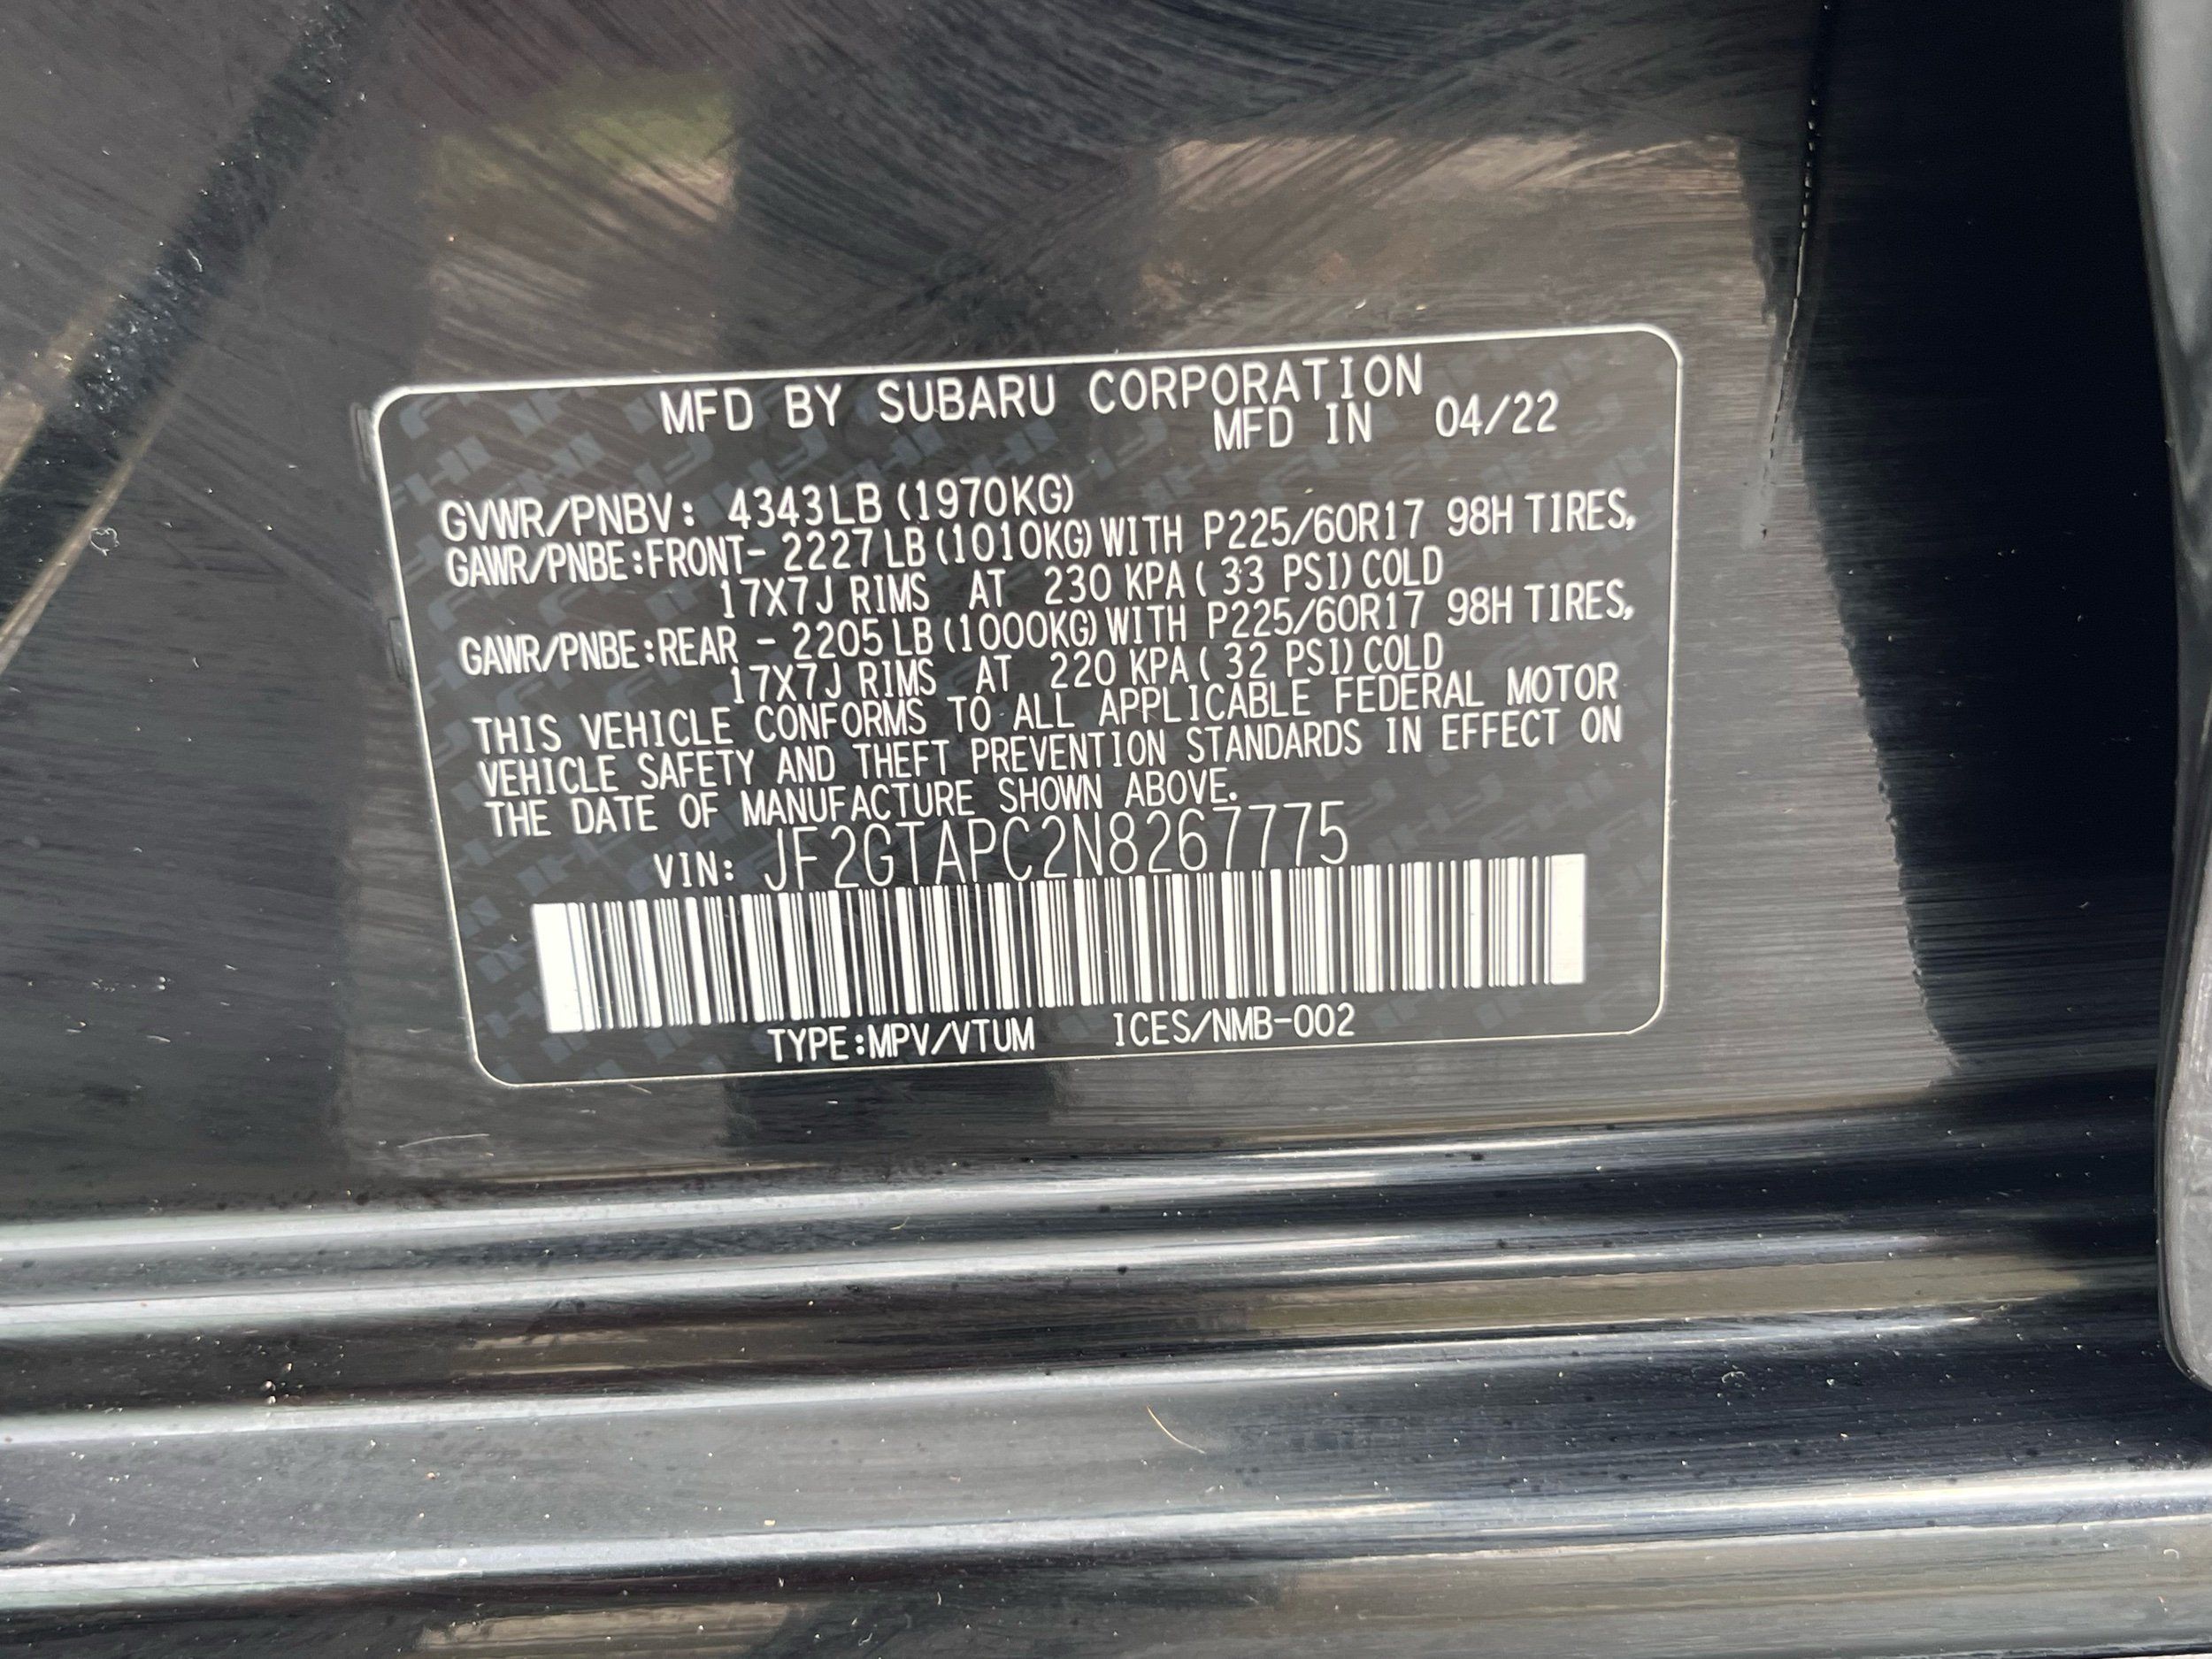 MFD BY SUBARU CORPORATION
MFD IN 04/22
GVWR/PNBV: 4343LB (1970KG)
GAWR/PNBE:FRONT- 2227LB (1010KG) WITH P225/60R17 98H TIRES,
17X7J RIMS AT 230 KPA ( 33 PSI) COLD
GAWR/PNBE:REAR - 2205LB (1000KG) WITH P225/60R17 98H TIRES,
17X7J RIMS AT 220 KPA ( 32 PSI) COLD
THIS VEHICLE CONFORMS TO ALL APPLICABLE FEDERAL MOTOR
VEHICLE SAFETY AND THEFT PREVENTION STANDARDS IN EFFECT ON
THE DATE OF MANUFACTURE SHOWN ABOVE.
VIN: JF2GTAPC2N8267775
TYPE:MPV/VTUM ICES/NMB-002